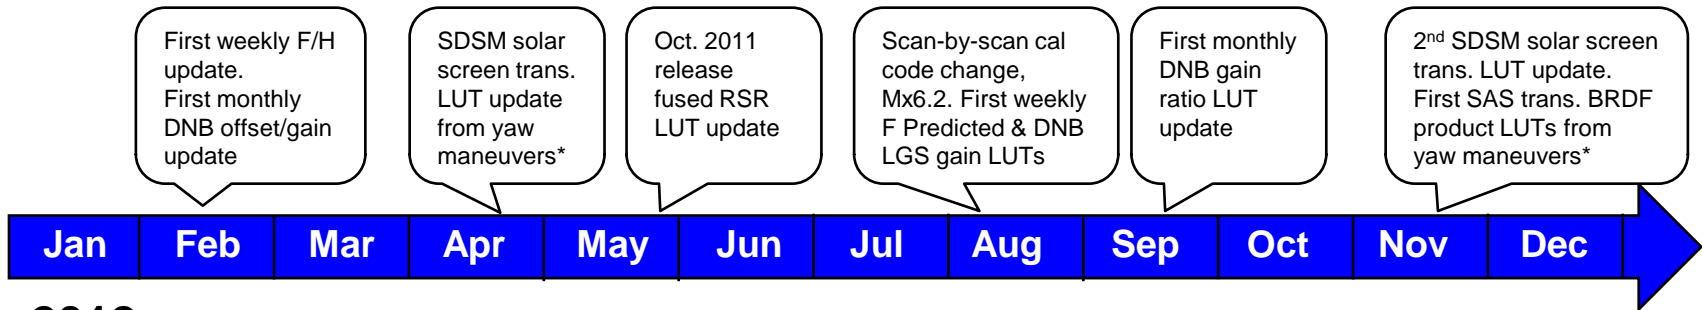 First weekly F/H
update.
First monthly
DNB offset/gain
update
SDSM solar
screen trans.
LUT update
from yaw
maneuvers*
Oct. 2011
release
fused RSR
LUT update
Scan-by-scan cal
code change,
Mx6.2. First weekly
F Predicted & DNB
LGS gain LUTs
First monthly
DNB gain
ratio LUT
update
2nd SDSM solar screen
trans. LUT update.
First SAS trans. BRDF
product LUTs from
yaw maneuvers*
Jan Feb Mar Apr May Jun Jul Aug Sep Oct Nov Dec